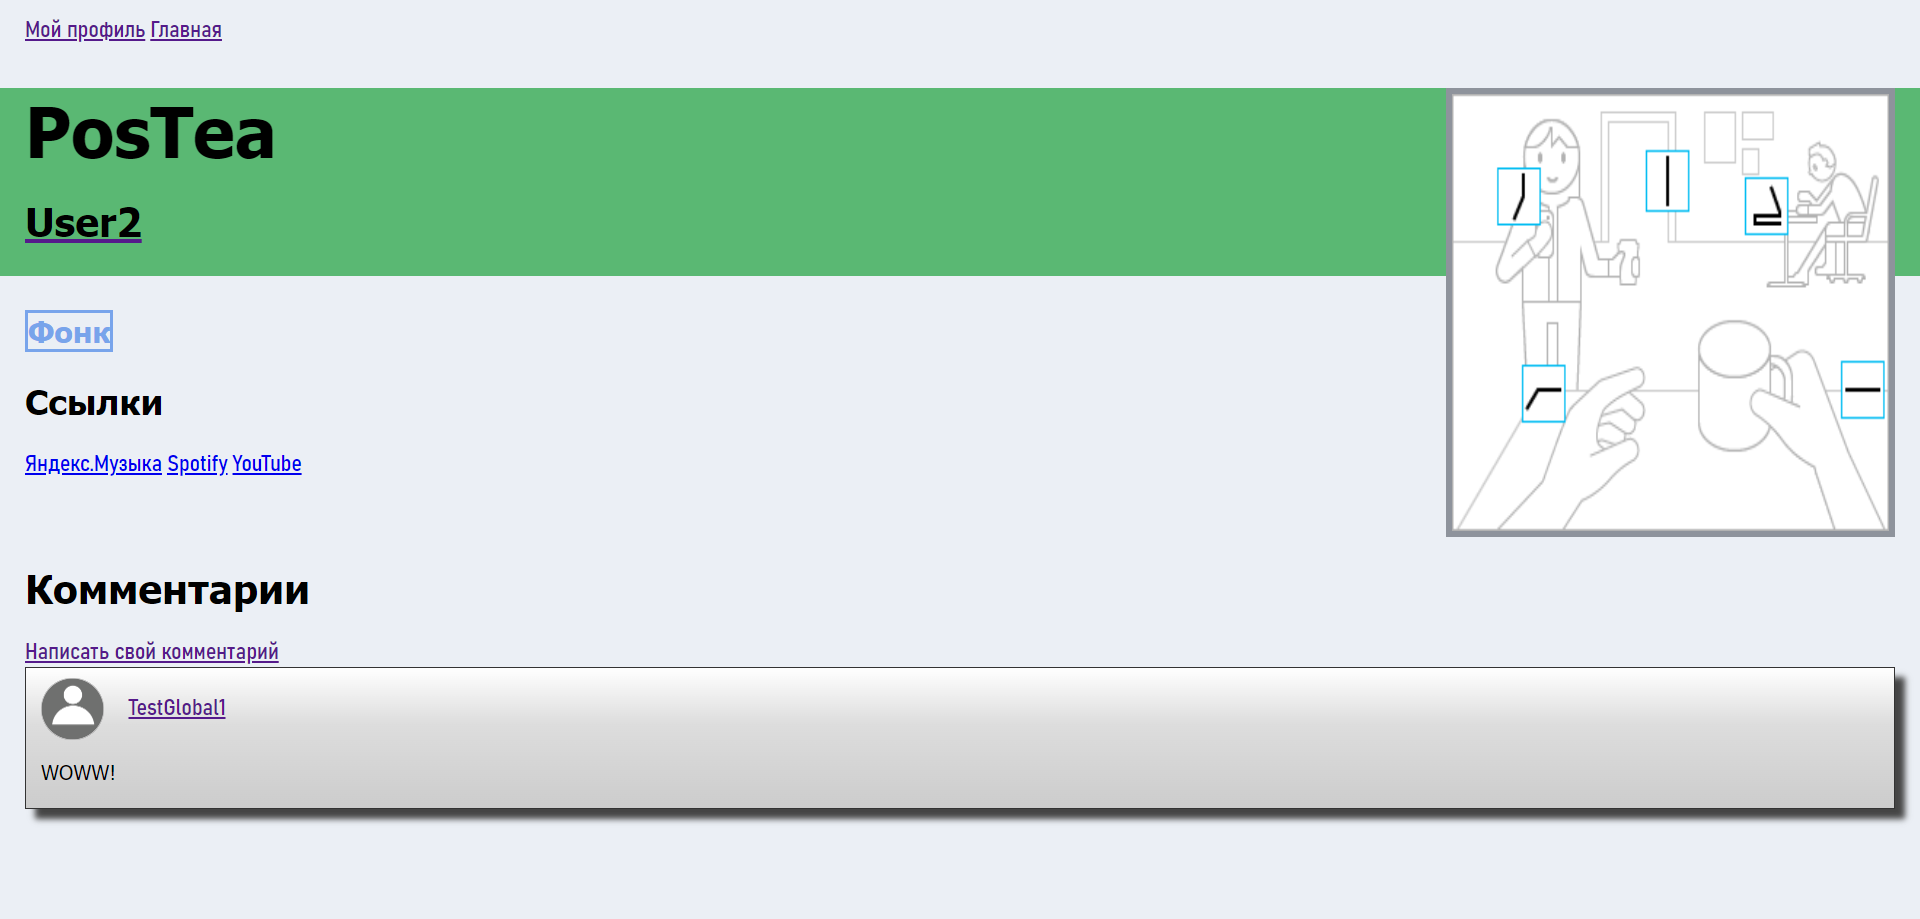 Мой профиль Главная
PosTea
User2
Фонк
Ссылки
Яндекс.Музыка Spotify YouTube
Комментарии
Написать свой комментарий
TestGlobal1
WOWW!